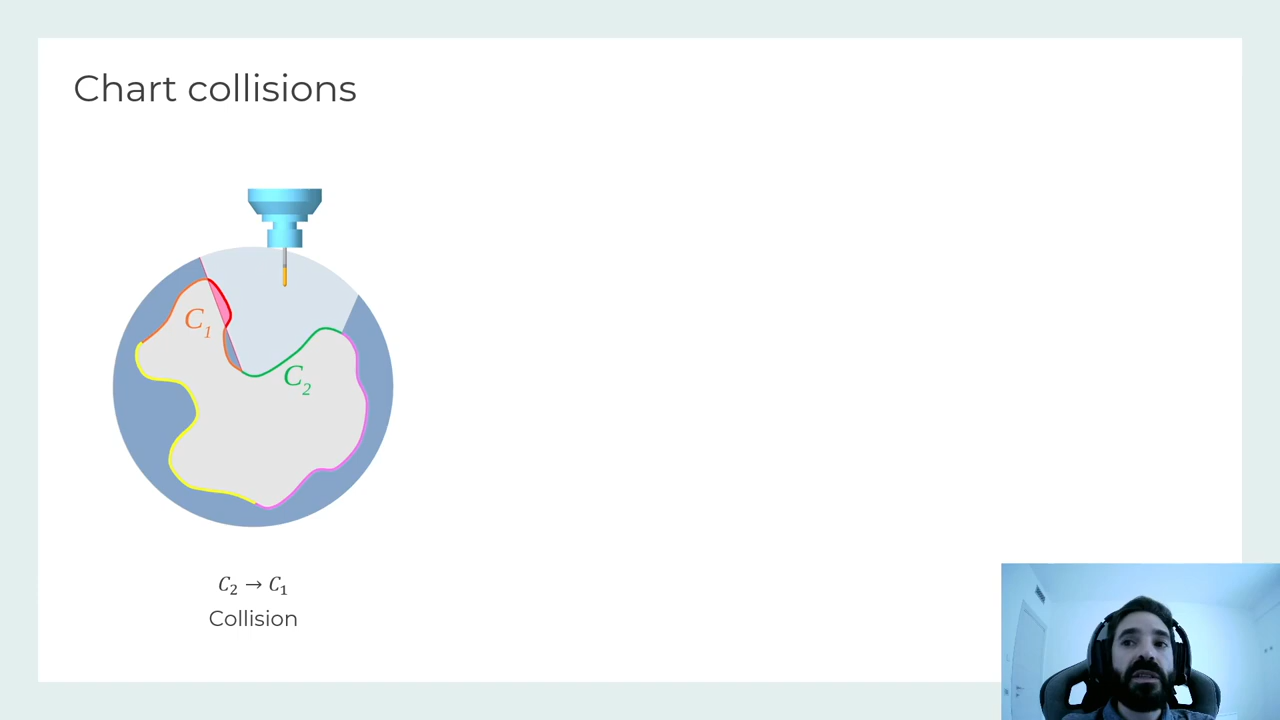 Chart collisions
C₁
C₂
C₂ → C₁
Collision